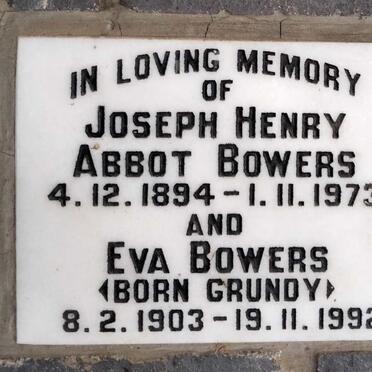 IN LOVING MEMORY
OF
JOSEPH HENRY
ABBOT BOWERS
4.12.1894 – 1.11.1973
AND
EVA BOWERS
(BORN GRUNDY)
8.2.1903 – 19.11.1992